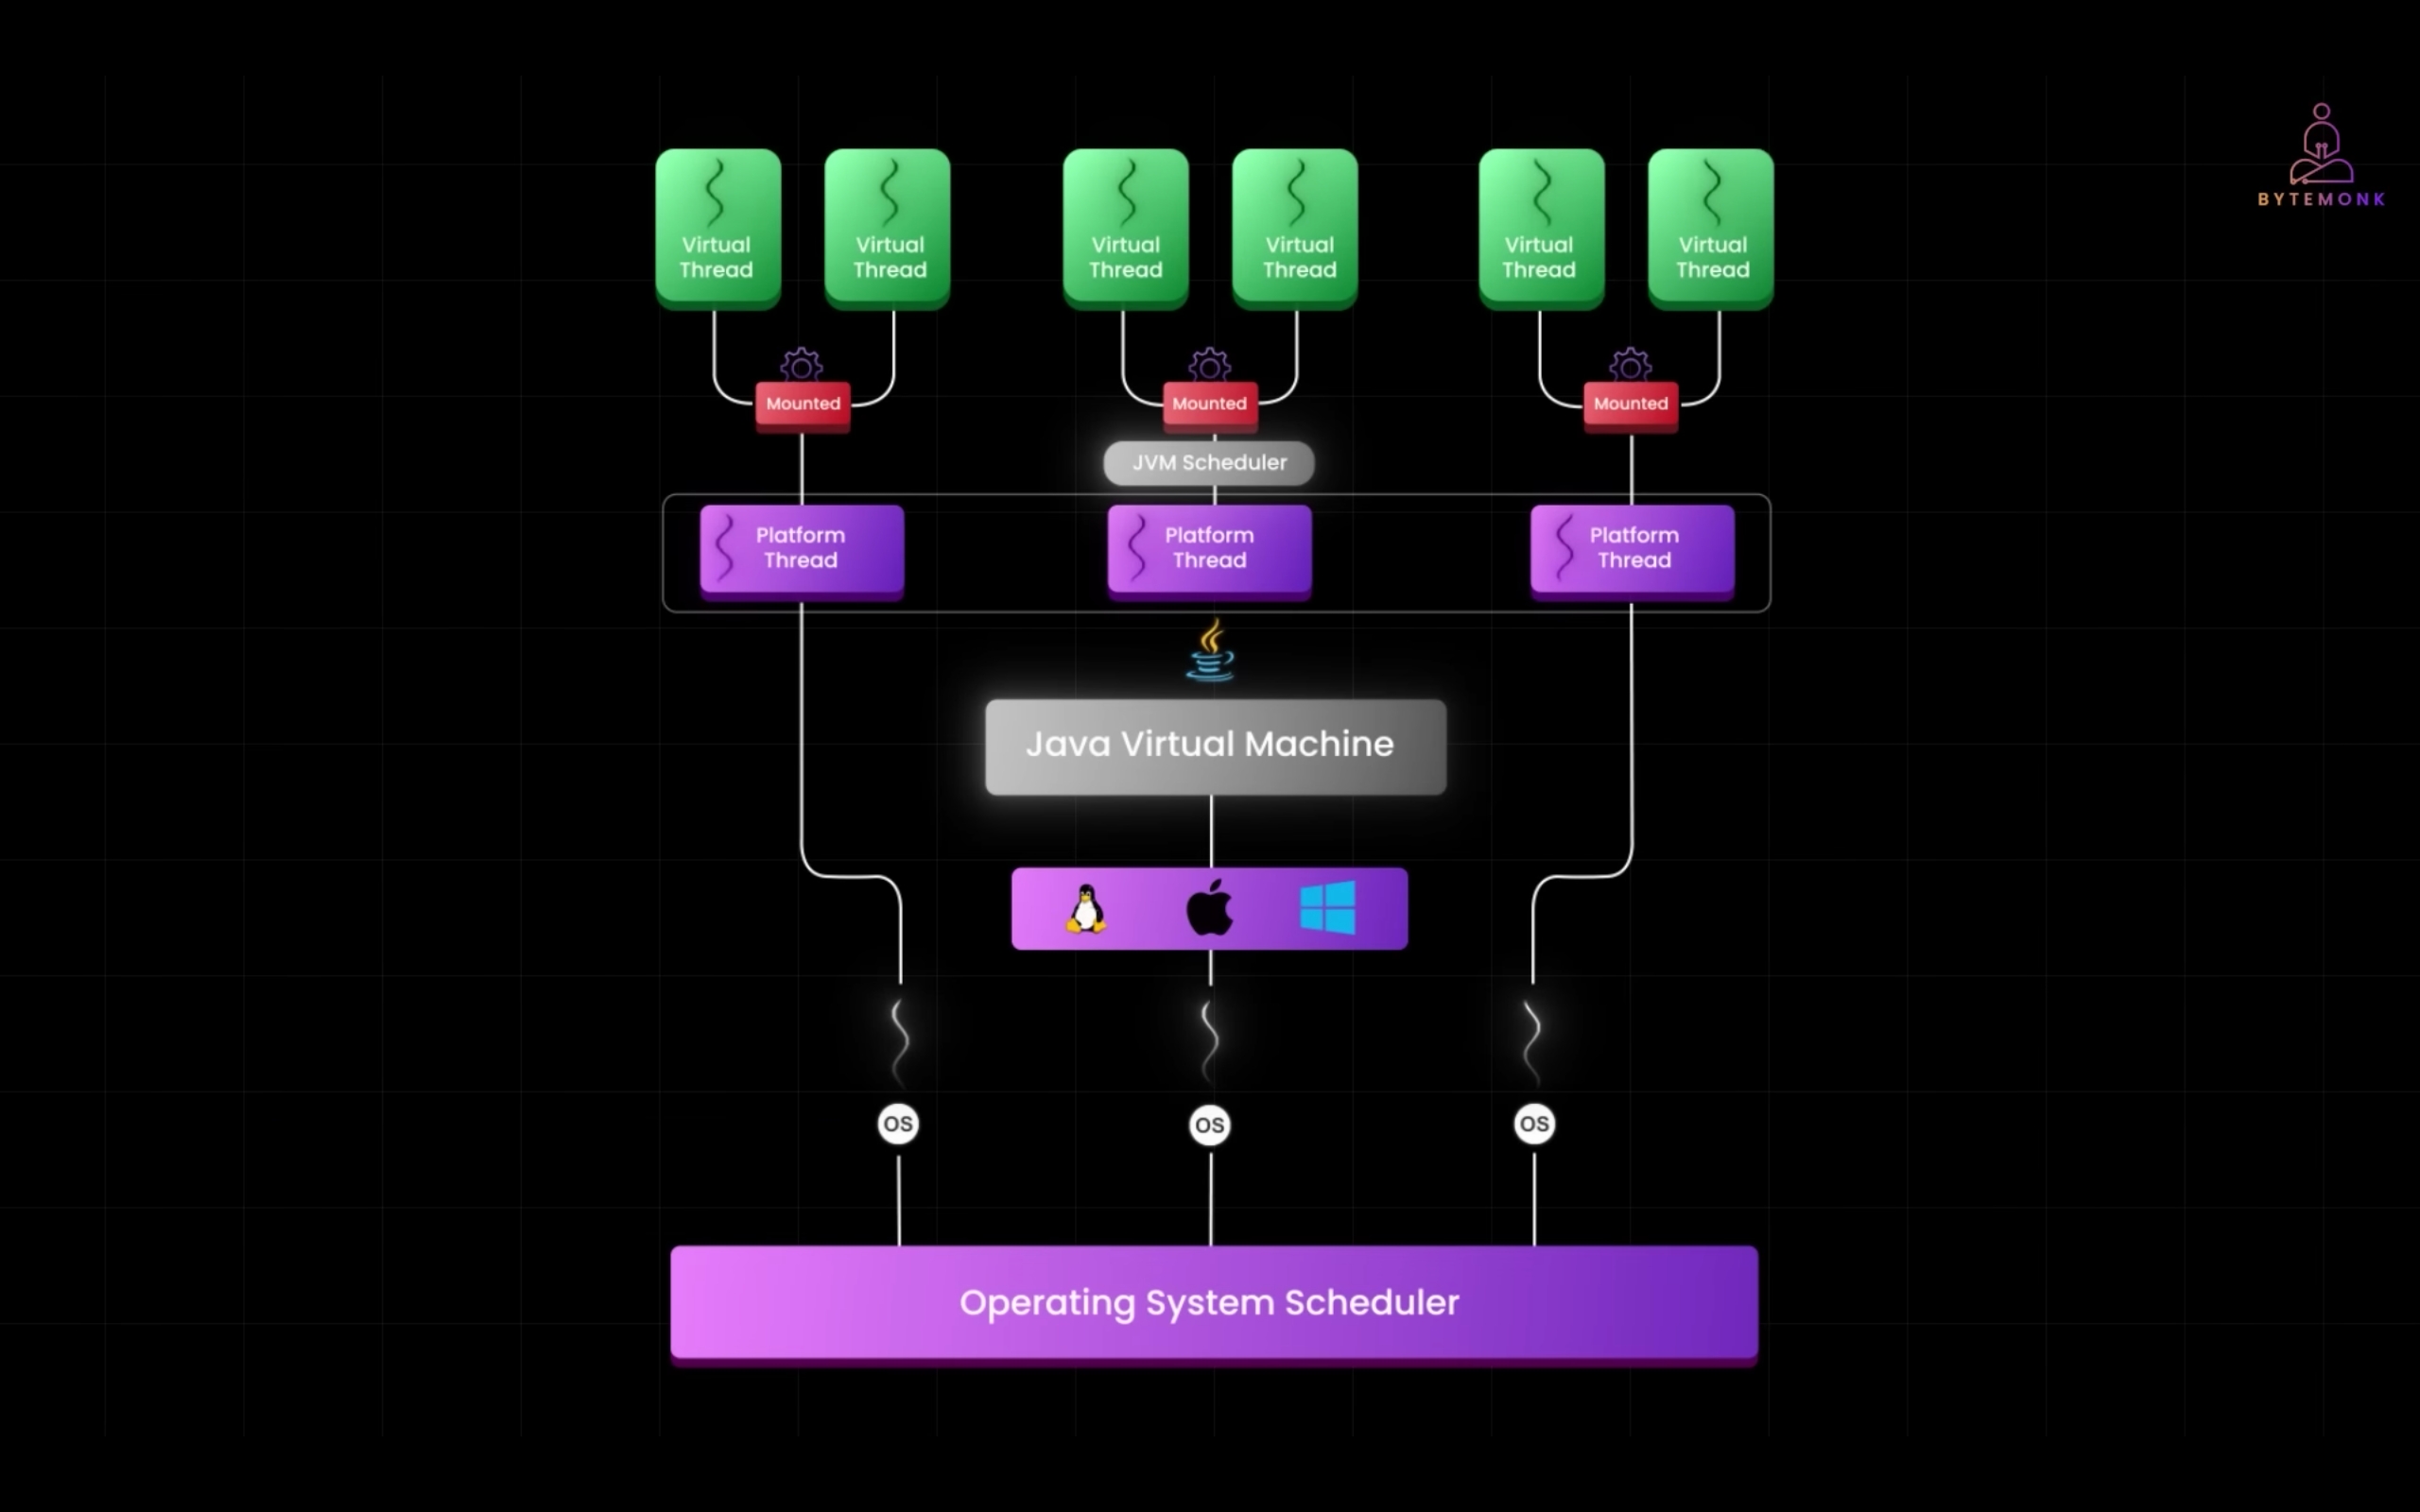 BYTEMONK
Virtual
Thread
Virtual
Thread
Virtual
Thread
Virtual
Thread
Virtual
Thread
Virtual
Thread
Mounted
Mounted
Mounted
JVM Scheduler
Platform
Thread
Platform
Thread
Platform
Thread
Java Virtual Machine
OS
OS
OS
Operating System Scheduler